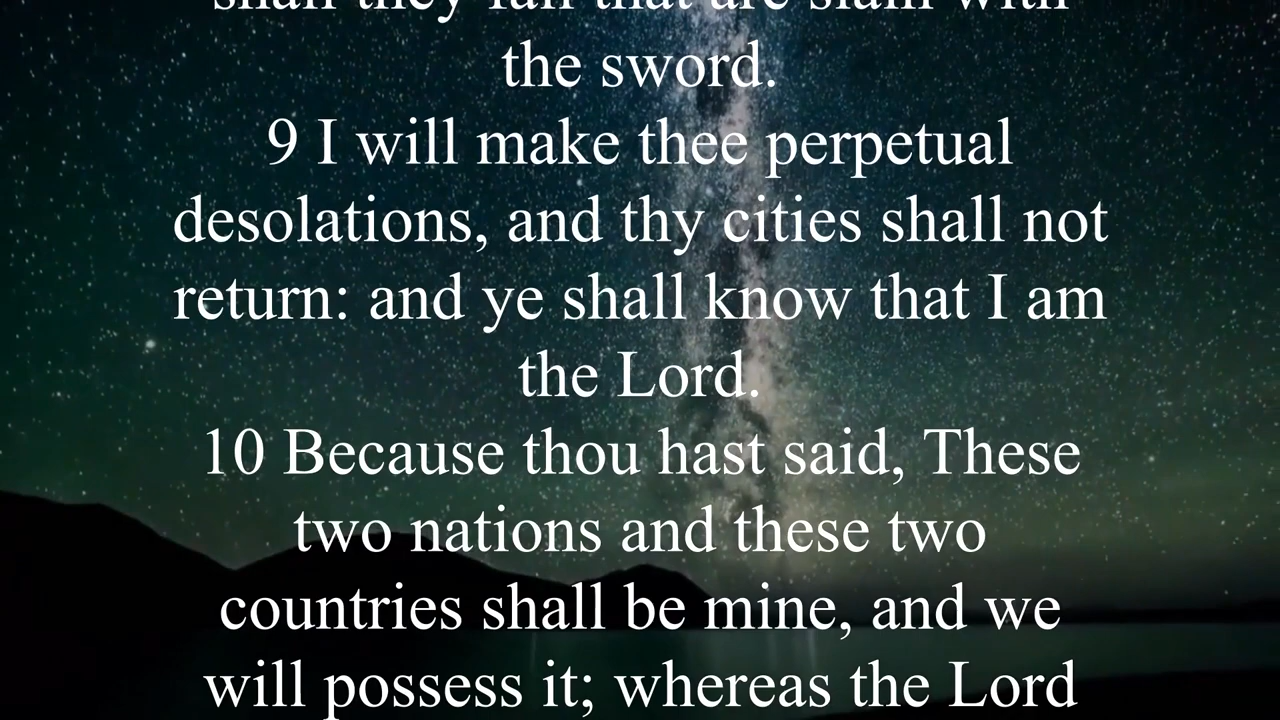 shall they fall that are slain with
the sword.
9 I will make thee perpetual
desolations, and thy cities shall not
return: and ye shall know that I am
the Lord.
10 Because thou hast said, These
two nations and these two
countries shall be mine, and we
will possess it; whereas the Lord